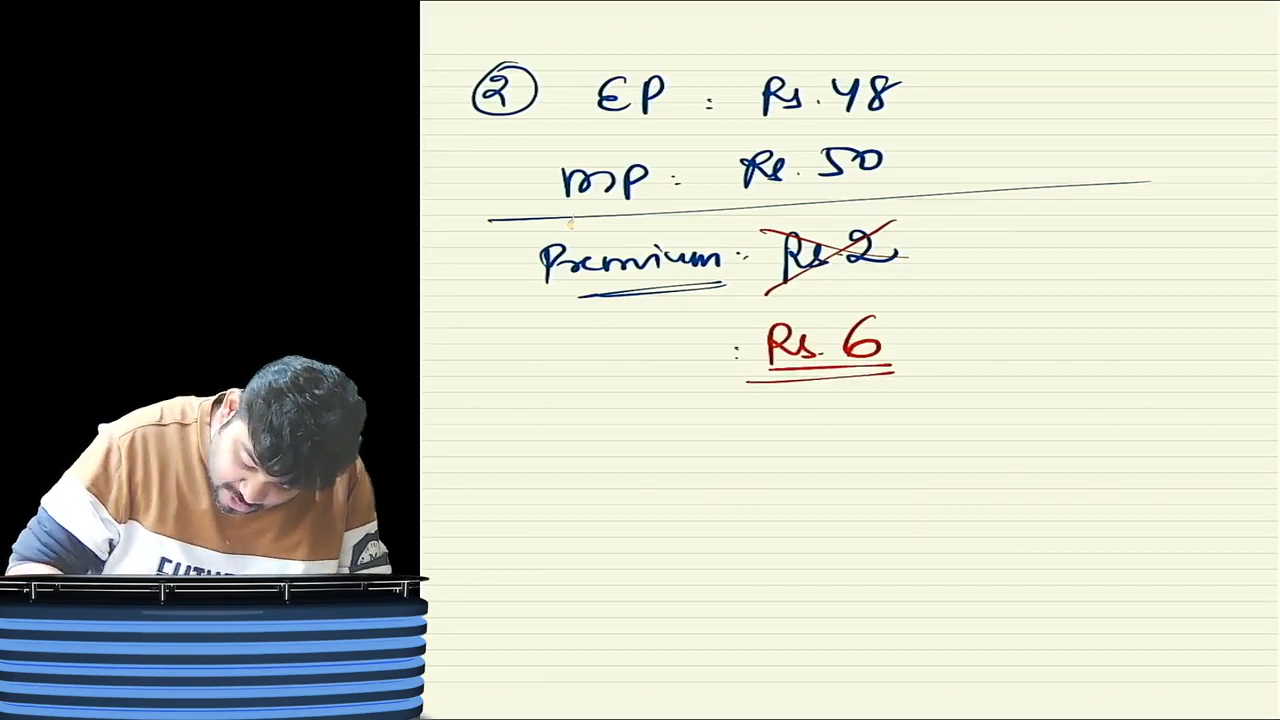 2 EP : Rs. 48
MP : Rs. 50
Premium : Rs 2
: Rs. 6